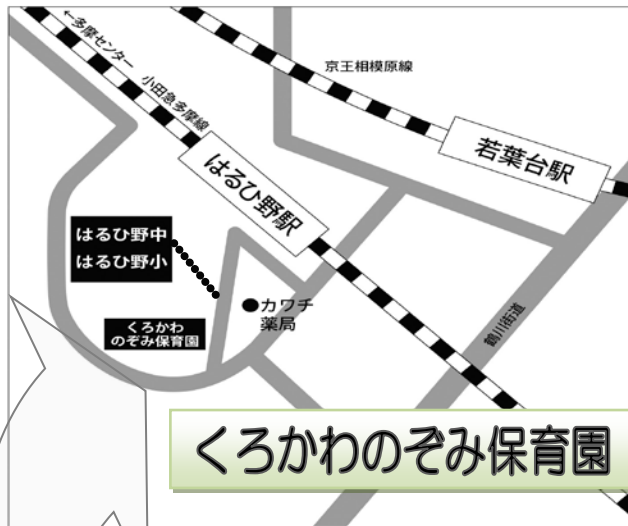 ←多摩センター
小田急多摩線
京王相模原線
若葉台駅
はるひ野駅
はるひ野中
はるひ野小
カワチ
薬局
くろかわ
のぞみ保育園
鶴川街道
くろかわのぞみ保育園